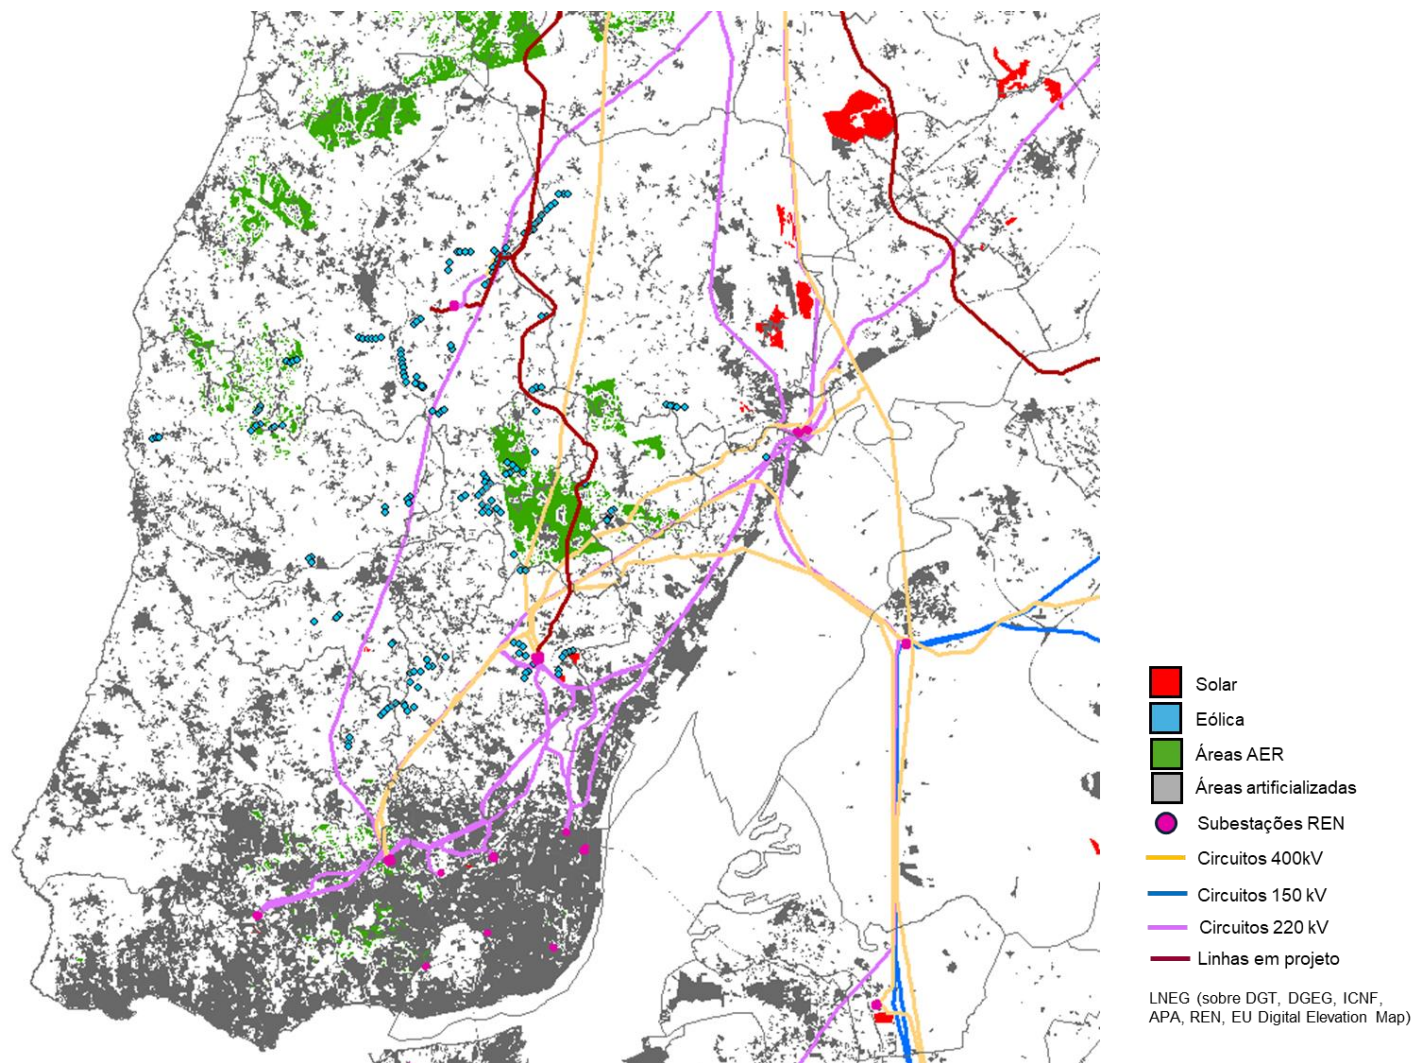 Solar
Eólica
Áreas AER
Áreas artificializadas
Subestações REN
Circuitos 400kV
Circuitos 150 kV
Circuitos 220 kV
Linhas em projeto
LNEG (sobre DGT, DGEG, ICNF,
APA, REN, EU Digital Elevation Map)